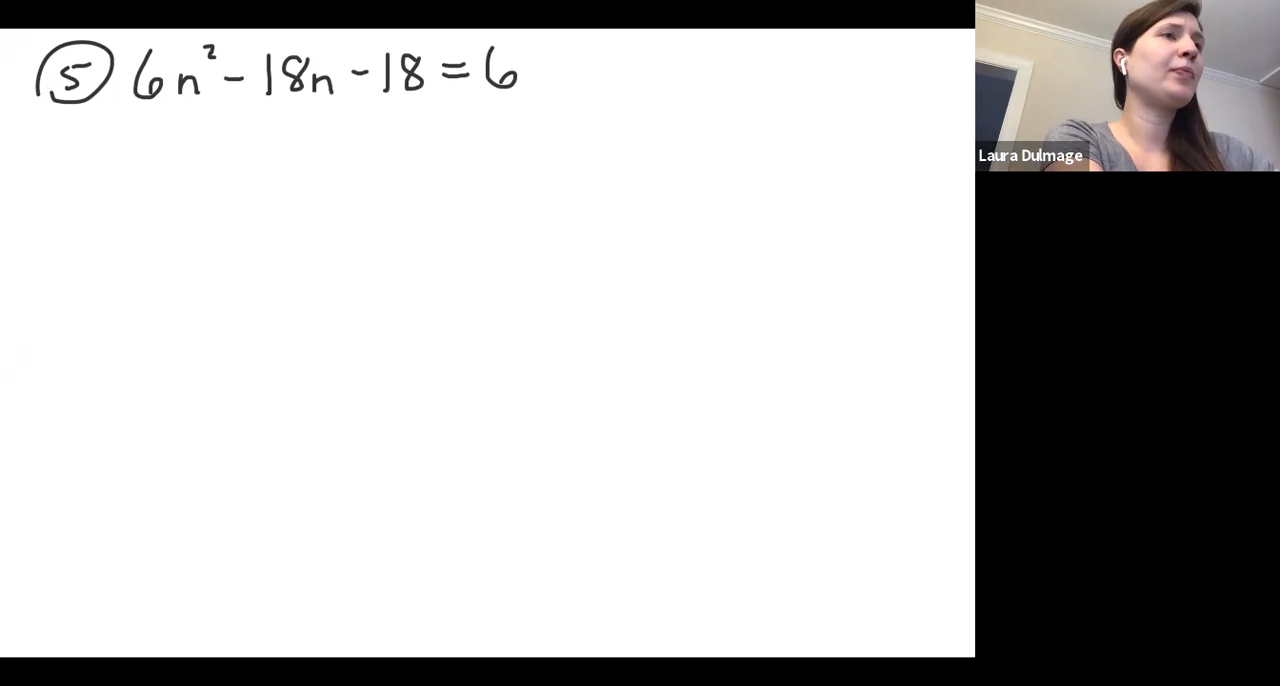 ⑤ 6n² - 18n - 18 = 6
Laura Dulmage